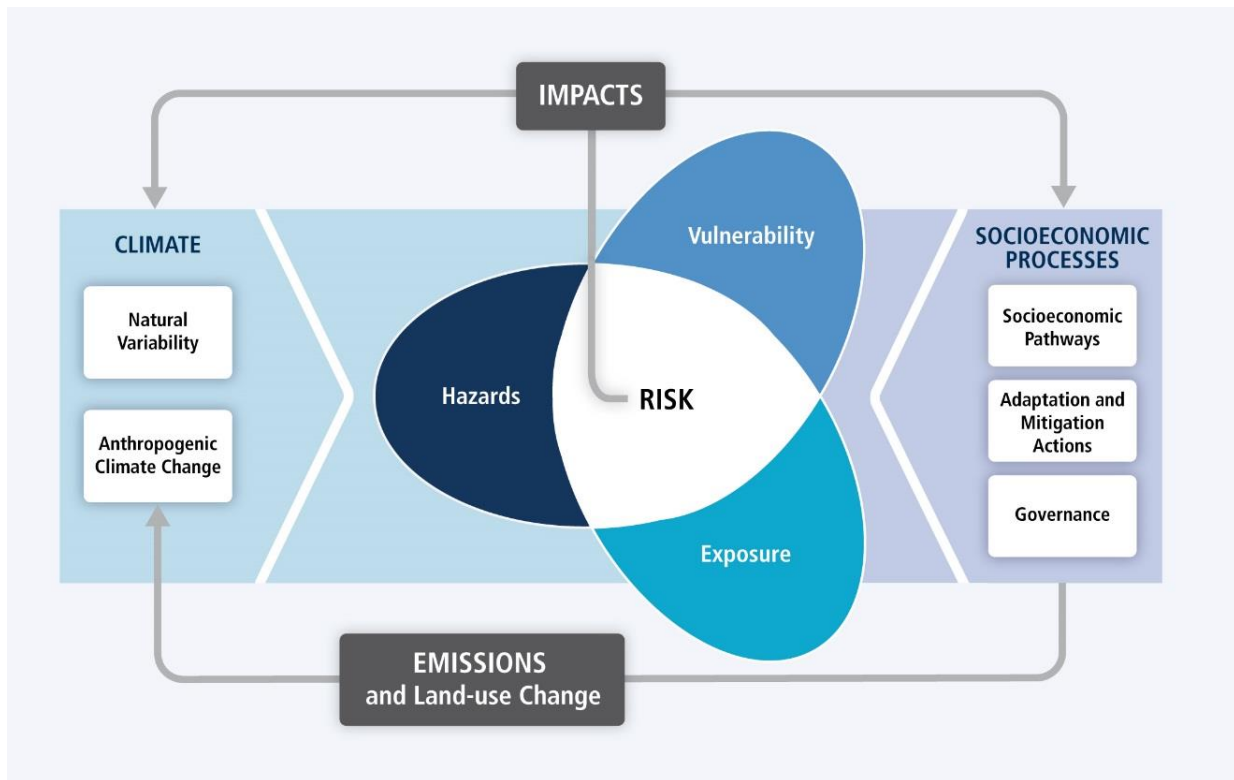 IMPACTS
CLIMATE
Natural
Variability
Anthropogenic
Climate Change
Vulnerability
Hazards
RISK
Exposure
SOCIOECONOMIC
PROCESSES
Socioeconomic
Pathways
Adaptation and
Mitigation
Actions
Governance
EMISSIONS
and Land-use Change